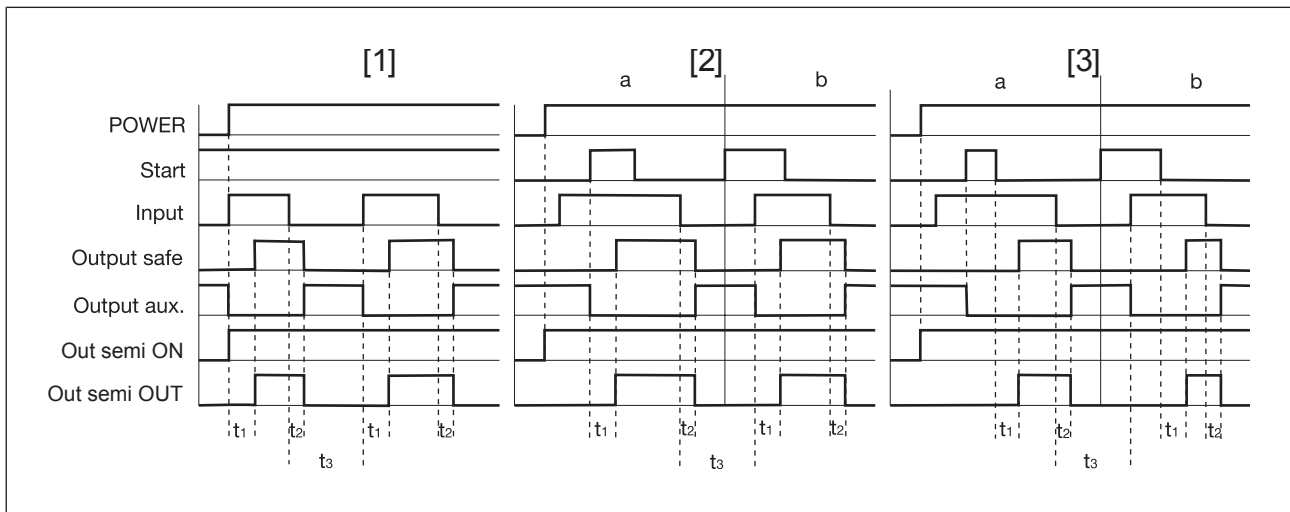 [1] [2] [3]
a b a b
POWER
Start
Input
Output safe
Output aux.
Out semi ON
Out semi OUT
t1 t2 t1 t2 t1 t2 t1 t2 t1 t2 t1 t2
t3 t3 t3